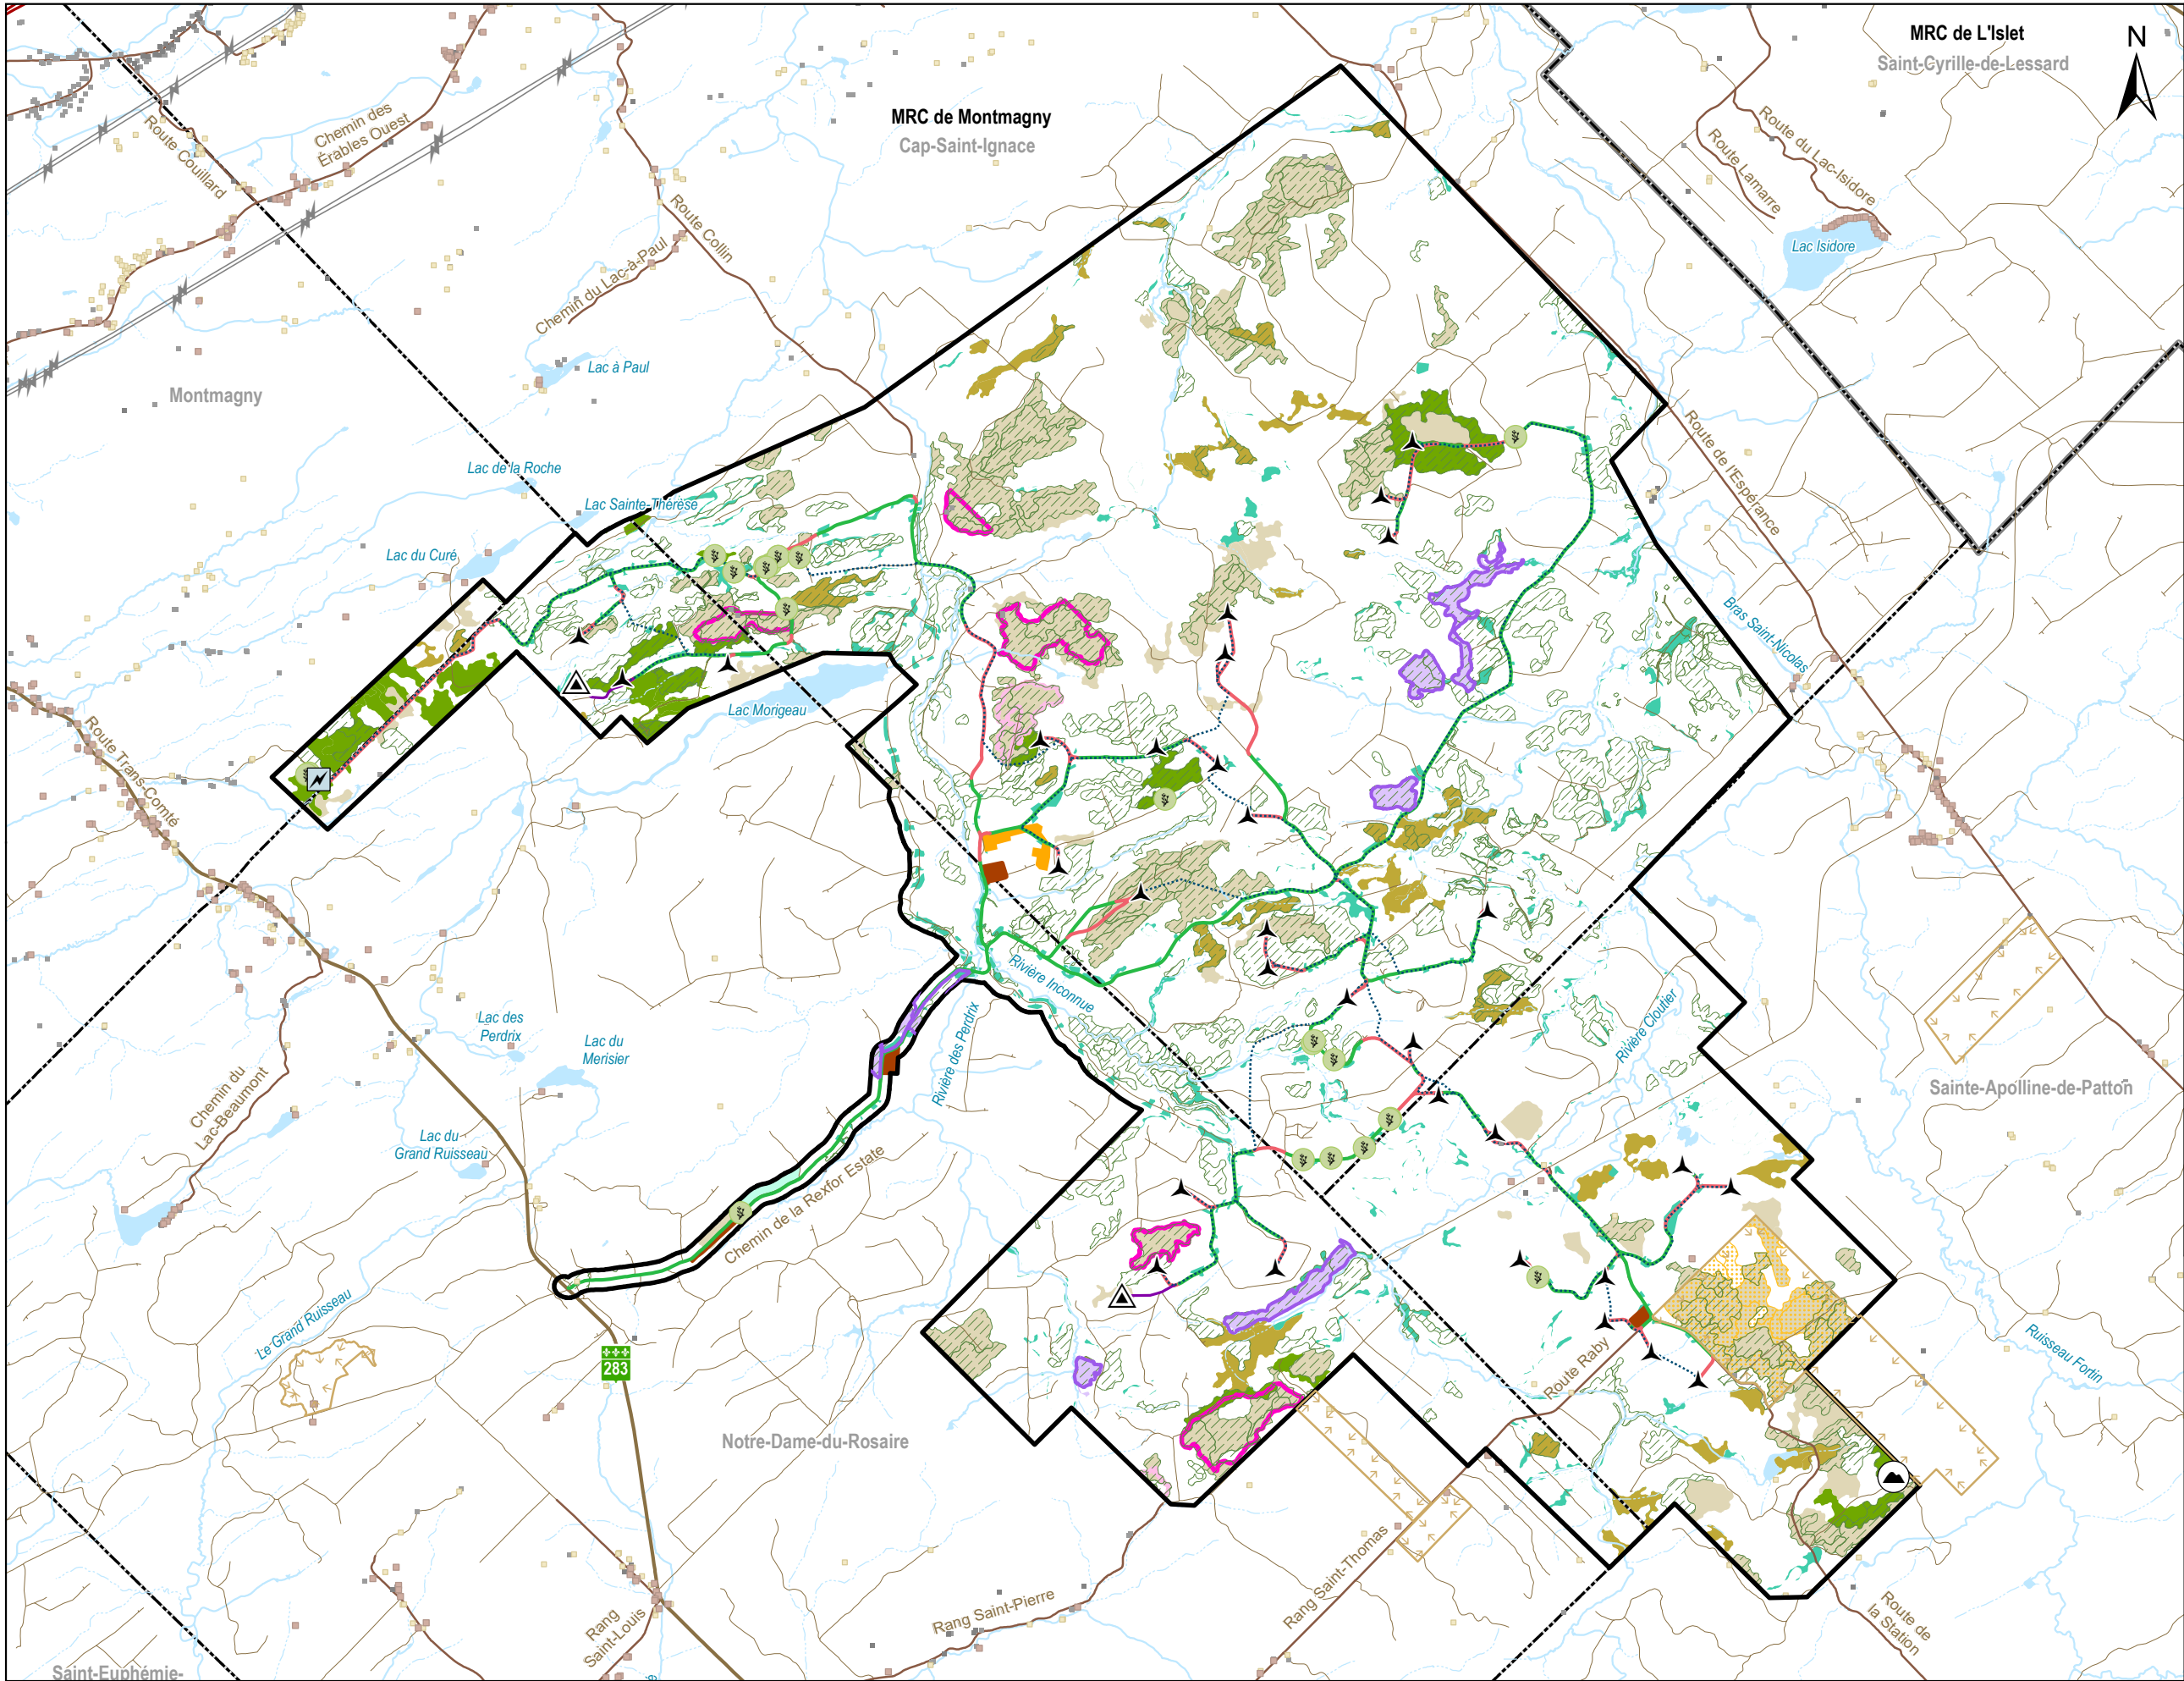 MRC de L'Islet
Saint-Cyrille-de-Lessard
N
MRC de Montmagny
Cap-Saint-Ignace
Route Couillard
Chemin des
Érables Ouest
Route Collin
Chemin du Lac-à-Paul
Route du Lac-Isidore
Route Lamarre
Lac Isidore
Lac à Paul
Montmagny
Lac de la Roche
Lac Sainte-Thérèse
Lac du Curé
Route de l'Espérance
Bras Saint-Nicolas
Lac Morigeau
Route Trans-Comté
Rivière Inconnue
Lac des
Perdrix
Lac du
Merisier
Rivière des Perdrix
Rivière Cloutier
Chemin du
Lac-Beaumont
Lac du
Grand Ruisseau
Sainte-Apolline-de-Patton
Chemin de la Rexfor Estate
Le Grand Ruisseau
283
Route Raby
Ruisseau Fortin
Notre-Dame-du-Rosaire
Rang Saint-Thomas
Rang Saint-Pierre
Rang
Saint-Louis
Route de
la Station
Saint-Euphémie-
e